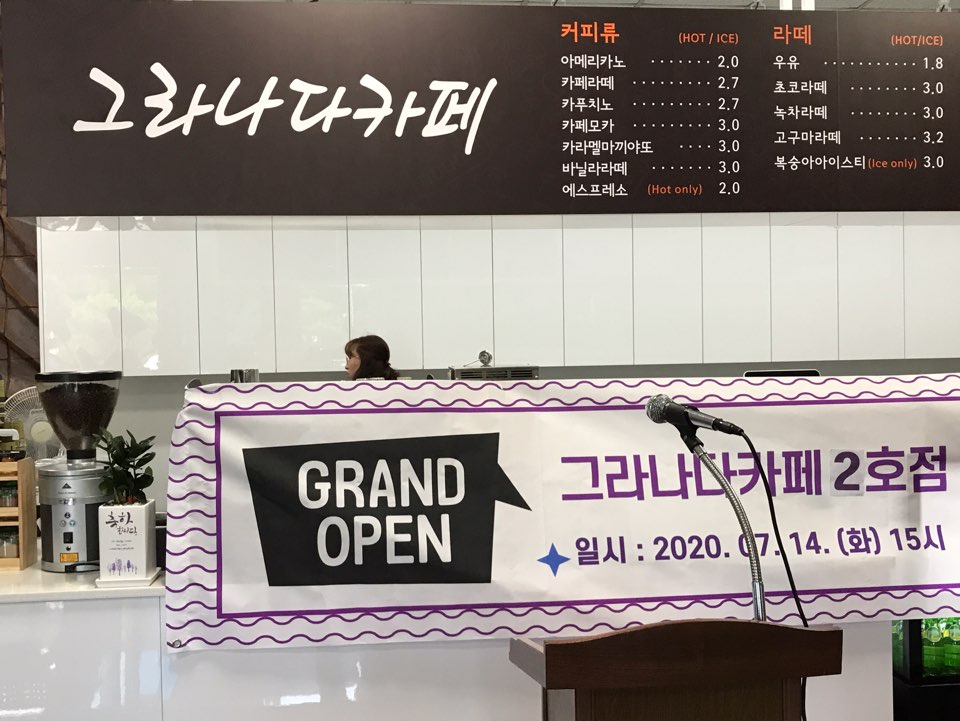 그라나다카페
커피류 (HOT / ICE)
아메리카노 ······· 2.0
카페라떼 ······· 2.7
카푸치노 ······· 2.7
카페모카 ······· 3.0
카라멜마끼야또 ···· 3.0
바닐라라떼 ······· 3.0
에스프레소 (Hot only) 2.0
라떼 (HOT/ICE)
우유 ··········· 1.8
초코라떼 ········ 3.0
녹차라떼 ········ 3.0
고구마라떼 ······ 3.2
복숭아아이스티(Ice only) 3.0
GRAND
OPEN
그라나다카페 2호점
일시 : 2020. 07. 14. (화) 15시
축하